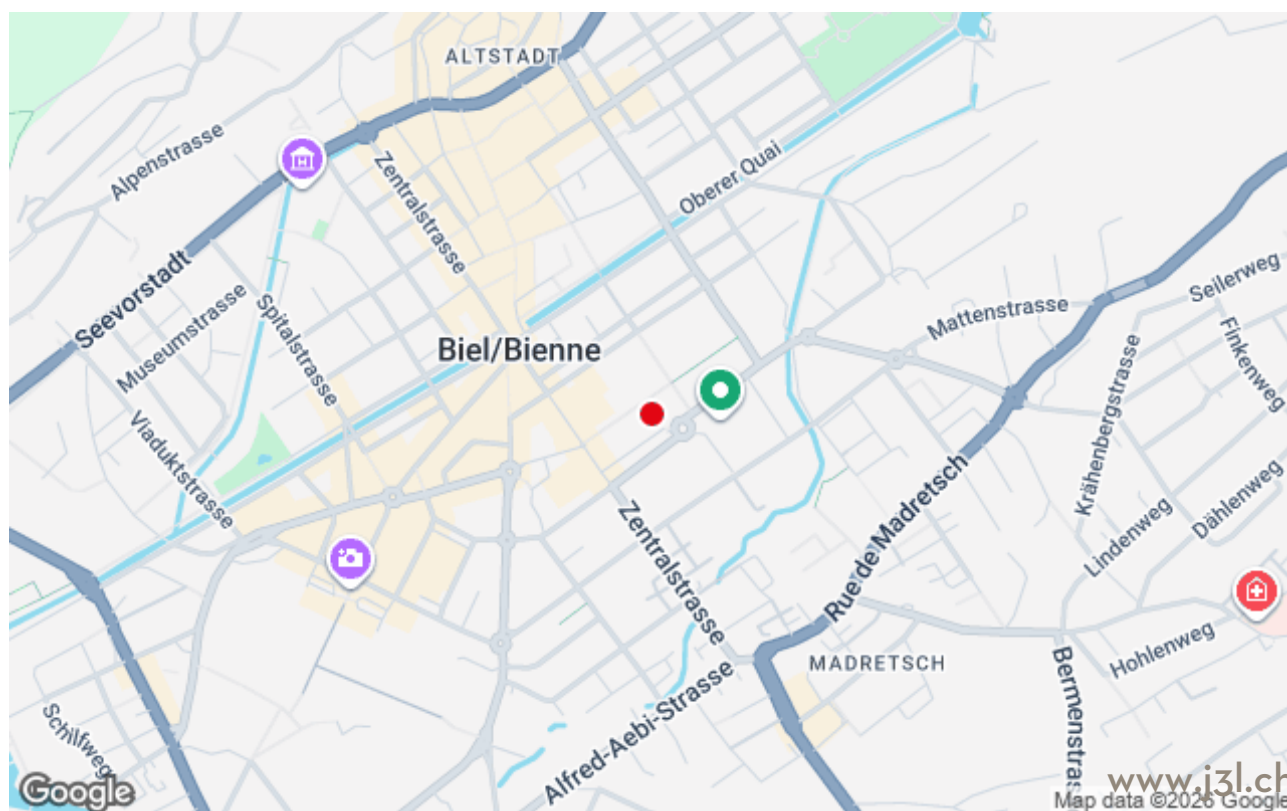 ALTSTADT
Alpenstrasse
Zentralstrasse
Oberer Quai
Seevorstadt
Museumstrasse
Spitalstrasse
Biel/Bienne
Mattenstrasse
Seilerweg
Finkenweg
Viaduktstrasse
Krähenbergstrasse
Rue de Madretsch
Lindenweg
Dählenweg
Zentralstrasse
MADRETSCH
Hohlenweg
Bermenstras
Alfred-Aebi-Strasse
Schilfweg
Google
www.j3l.ch
Map data ©2026 Google